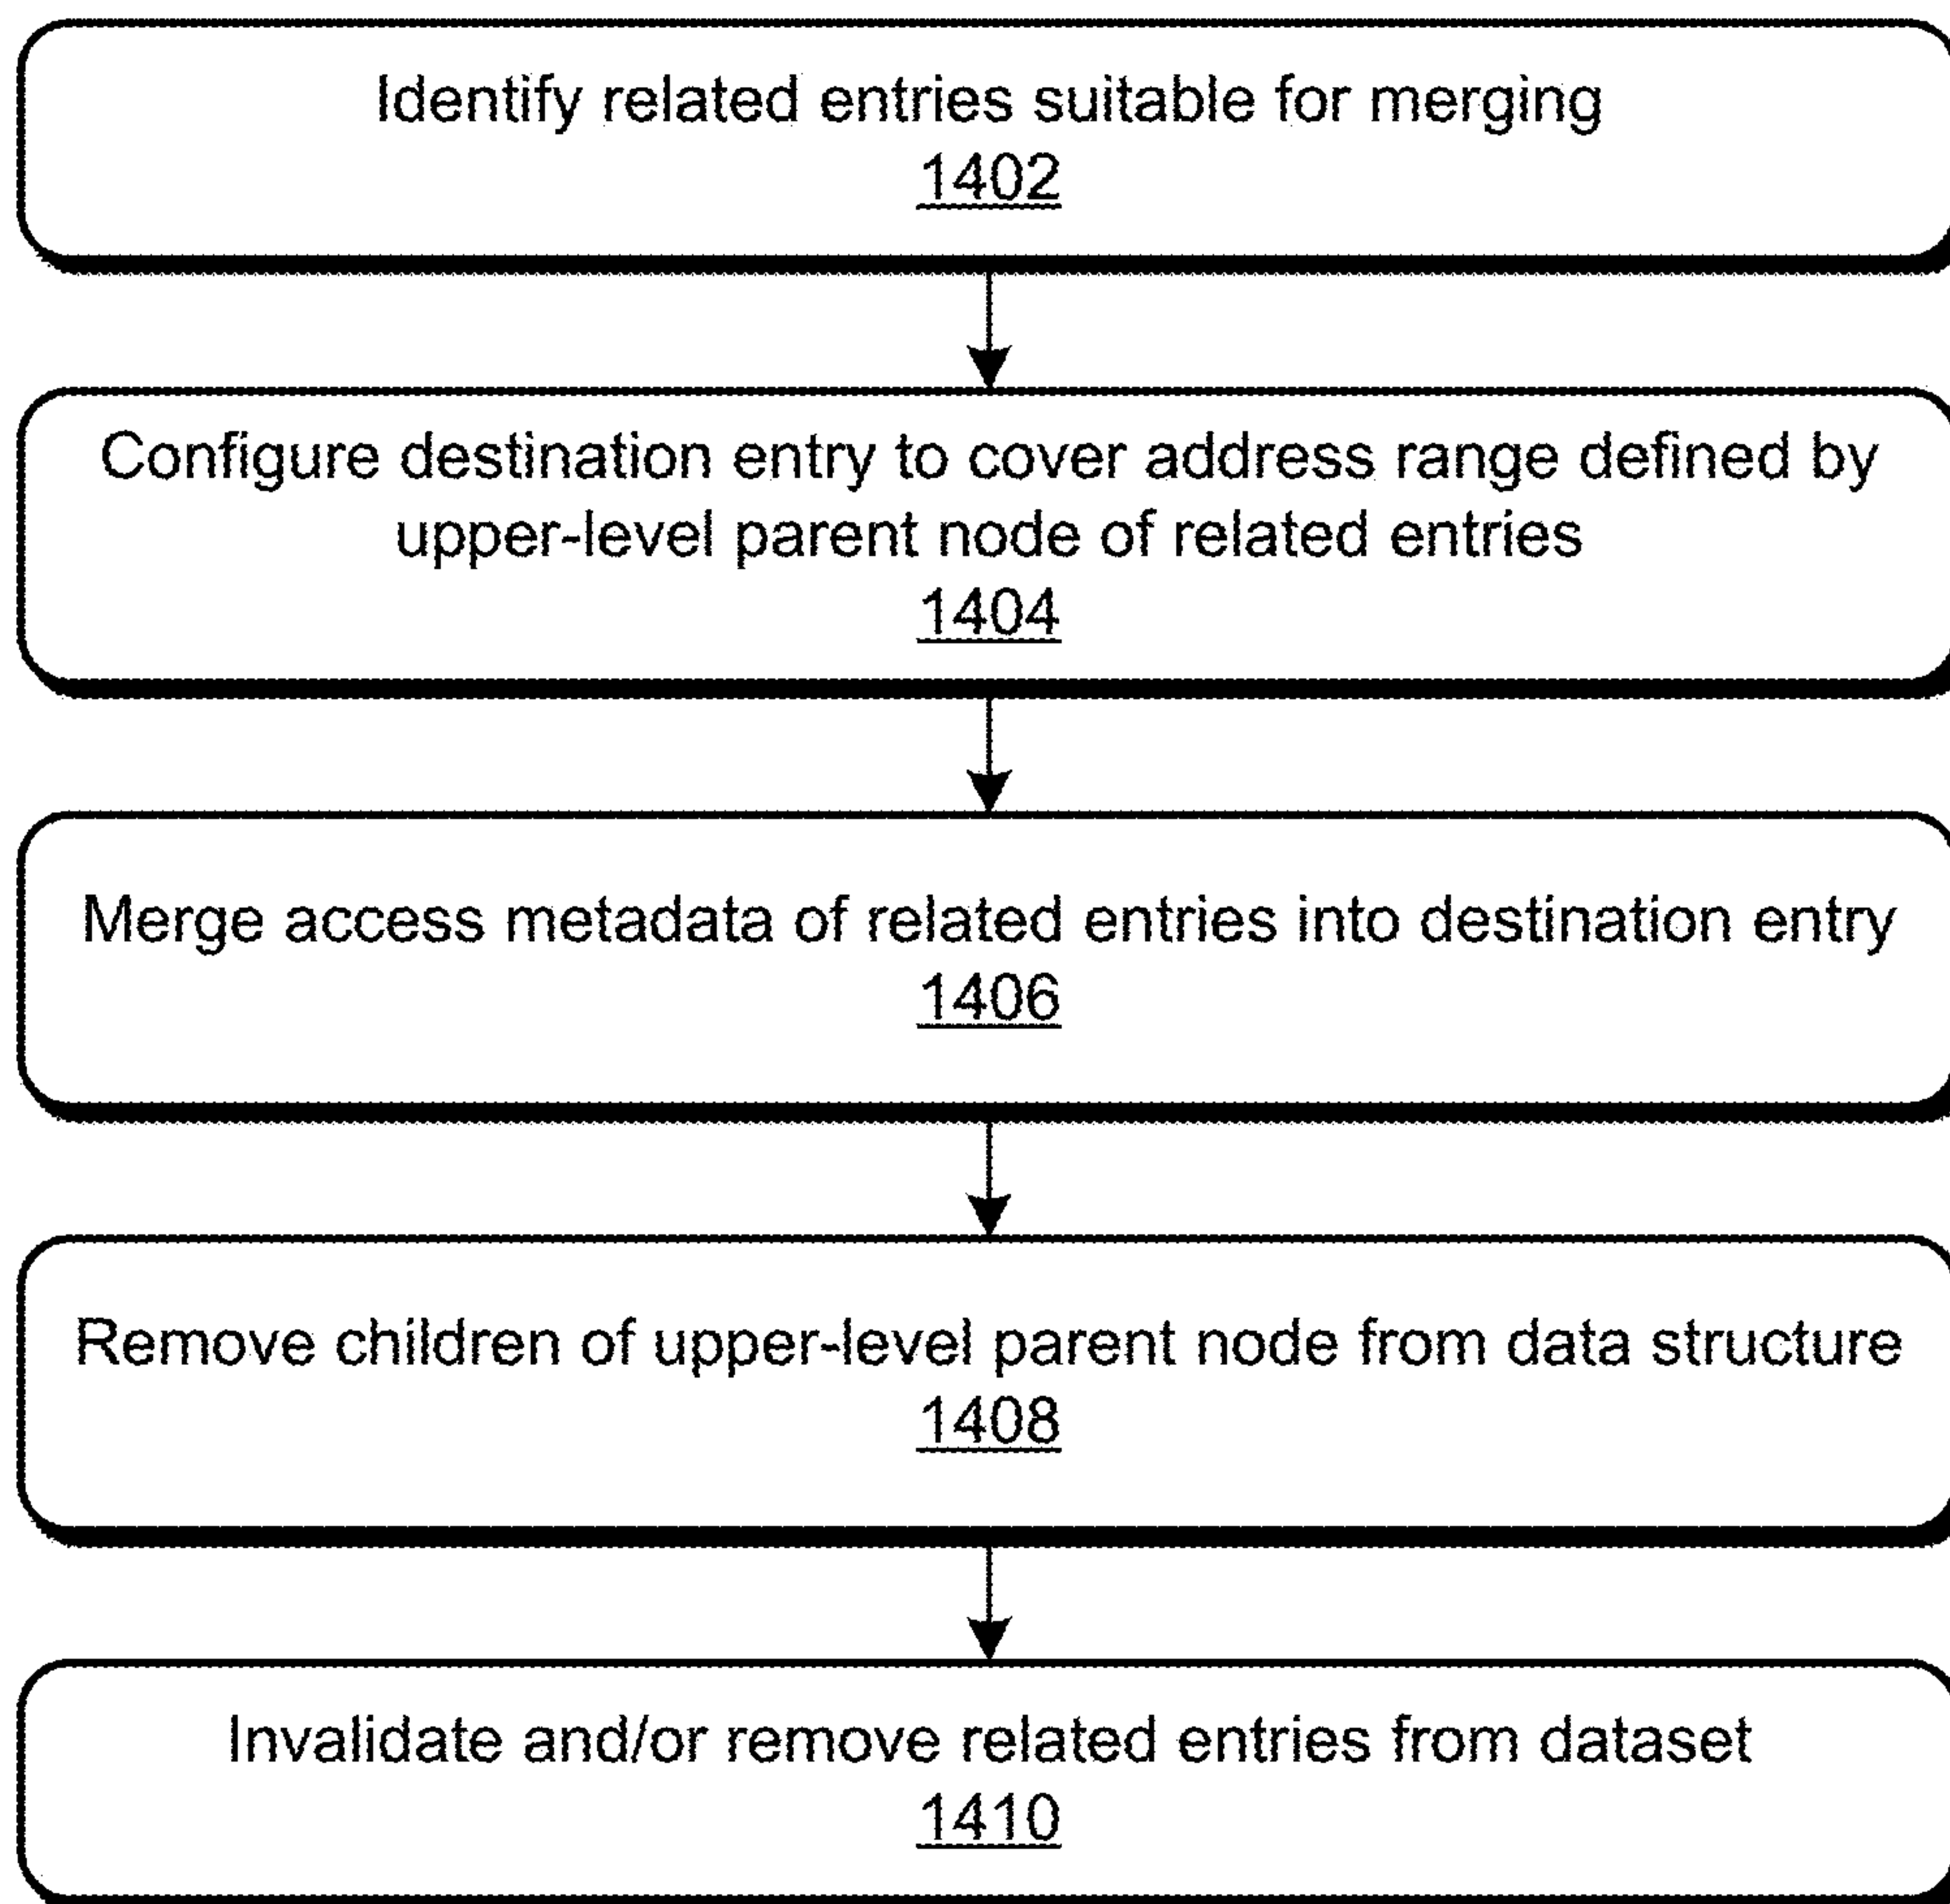 Identify related entries suitable for merging
1402
Configure destination entry to cover address range defined by
upper-level parent node of related entries
1404
Merge access metadata of related entries into destination entry
1406
Remove children of upper-level parent node from data structure
1408
Invalidate and/or remove related entries from dataset
1410